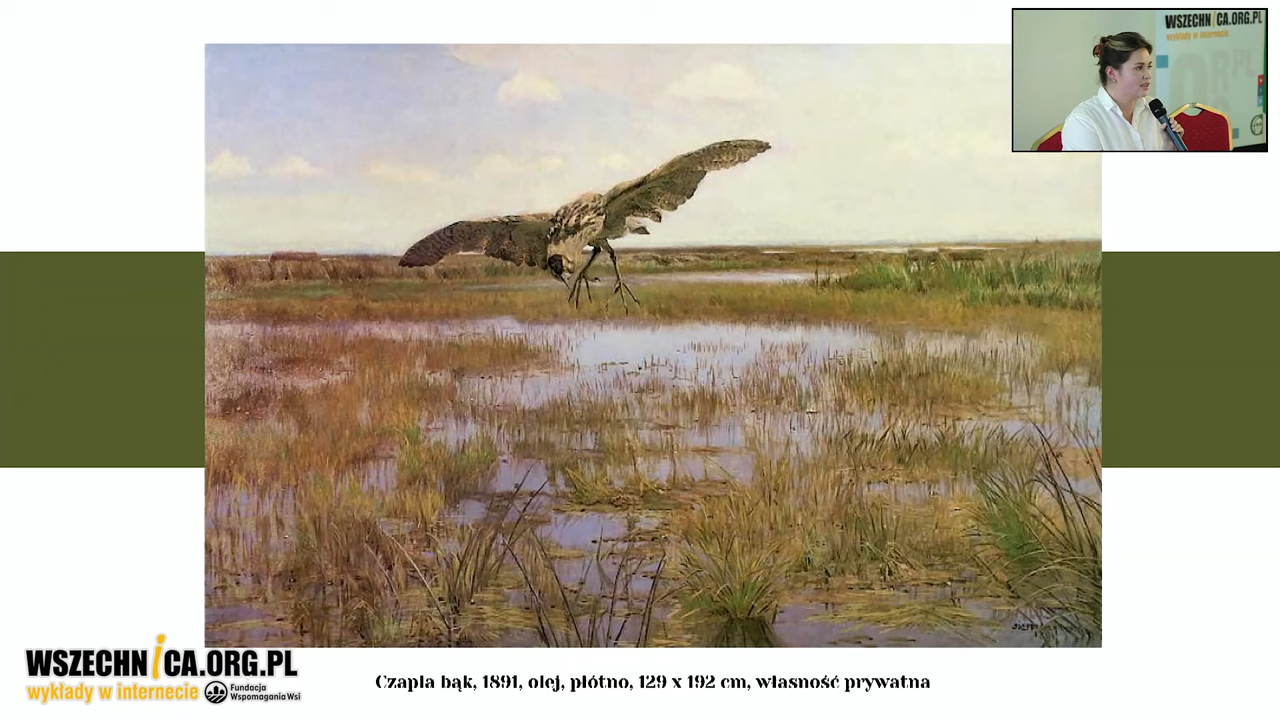 WSZECHNiCA.ORG.PL
wykłady w internecie
WSZECHNiCA.ORG.PL
wykłady w internecie
Fundacja
Wspomagania Wsi
Czapla bąk, 1891, olej, płótno, 129 x 192 cm, własność prywatna